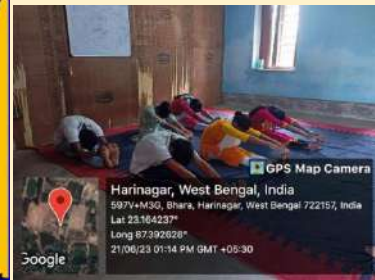 GPS Map Camera
Harinagar, West Bengal, India
597V+M3G, Bhara, Harinagar, West Bengal 722157, India
Lat 23.164237°
Long 87.392628°
21/06/23 01:14 PM GMT +05:30
Google